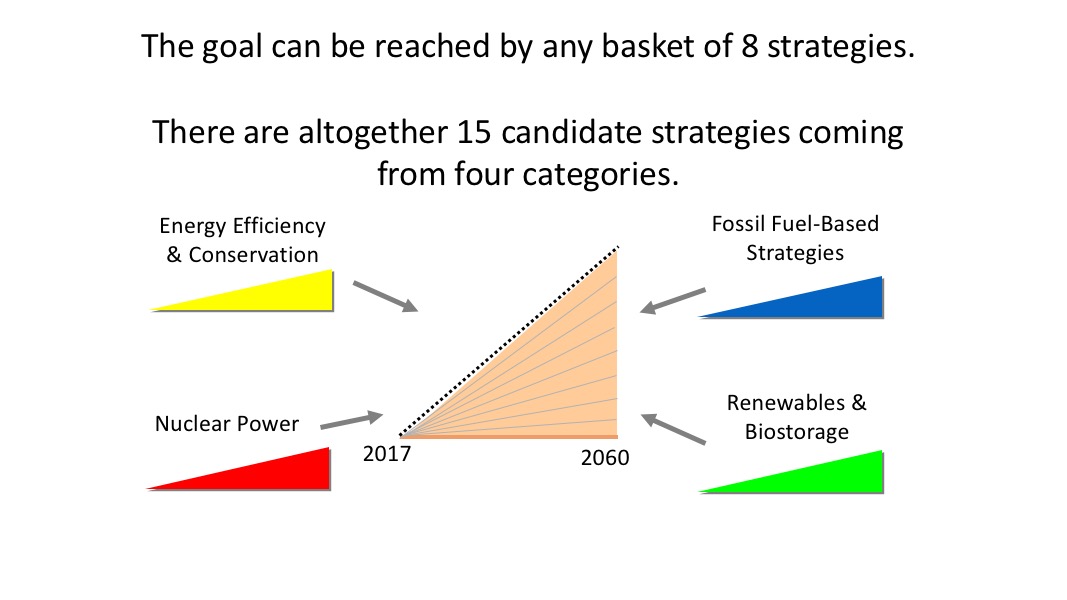 The goal can be reached by any basket of 8 strategies.
There are altogether 15 candidate strategies coming
from four categories.
Energy Efficiency
& Conservation
Fossil Fuel-Based
Strategies
Nuclear Power
Renewables &
Biostorage
2017
2060